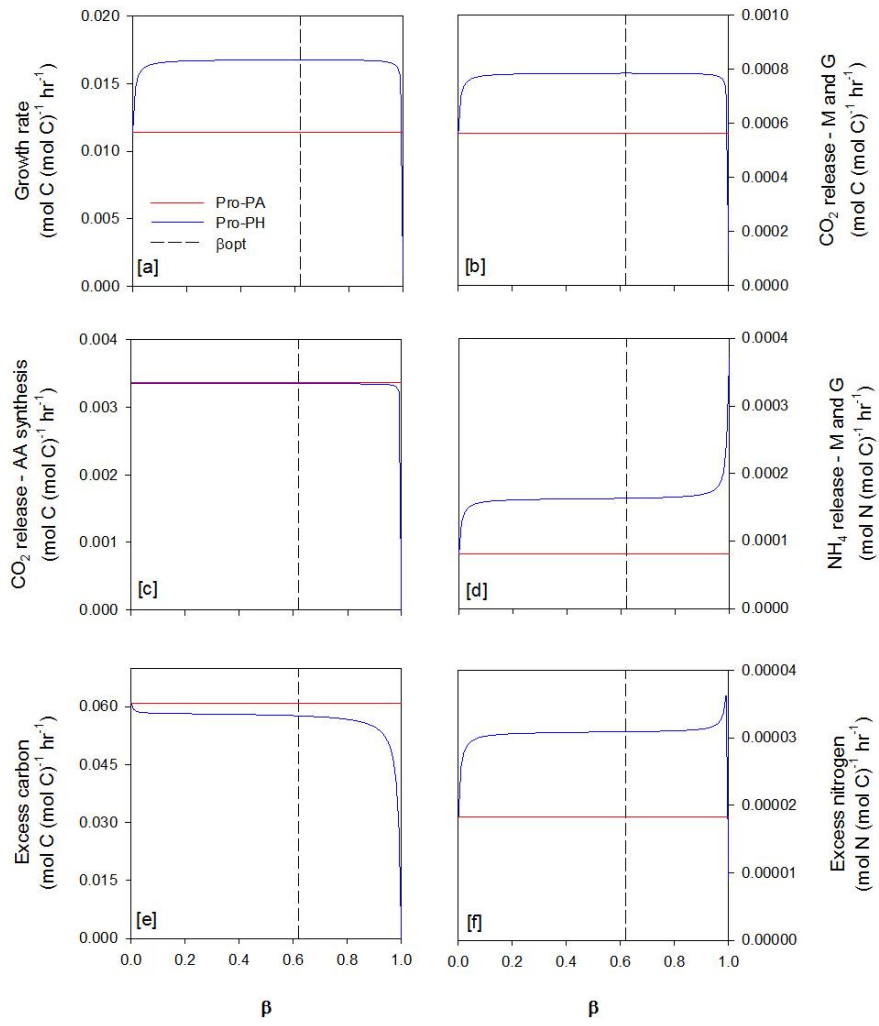 0.020
0.015
0.010
0.005
0.000
Growth rate
(mol C (mol C)⁻¹ hr⁻¹)
Pro-PA
Pro-PH
βopt
[a]
0.0010
0.0008
0.0006
0.0004
0.0002
0.0000
CO₂ release - M and G
(mol C (mol C)⁻¹ hr⁻¹)
[b]
0.004
0.003
0.002
0.001
0.000
CO₂ release - AA synthesis
(mol C (mol C)⁻¹ hr⁻¹)
[c]
0.0004
0.0003
0.0002
0.0001
0.0000
NH₄ release - M and G
(mol N (mol C)⁻¹ hr⁻¹)
[d]
0.060
0.045
0.030
0.015
0.000
Excess carbon
(mol C (mol C)⁻¹ hr⁻¹)
[e]
0.0 0.2 0.4 0.6 0.8 1.0
β
0.00004
0.00003
0.00002
0.00001
0.00000
Excess nitrogen
(mol N (mol C)⁻¹ hr⁻¹)
[f]
0.0 0.2 0.4 0.6 0.8 1.0
β